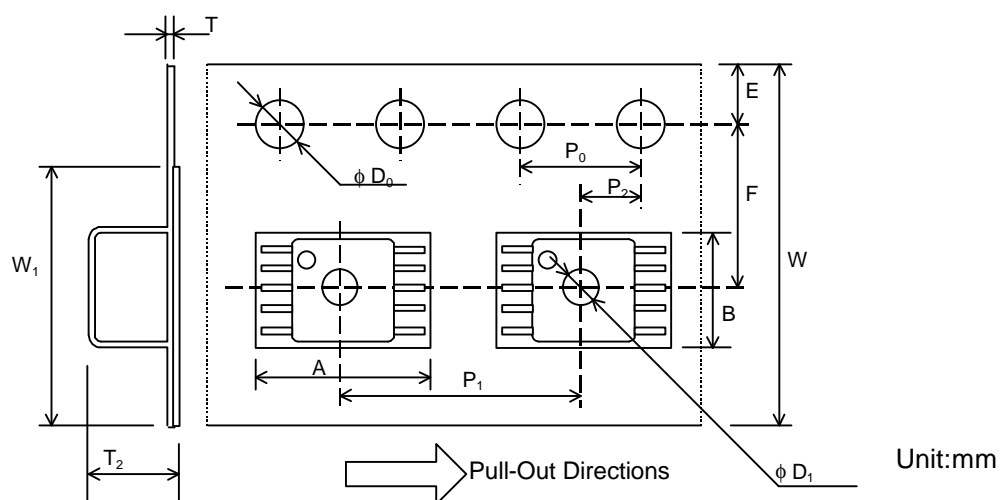 T
E
P₀
φ D₀
P₂
F
W₁
W
B
A
P₁
T₂
Pull-Out Directions
φ D₁
Unit:mm